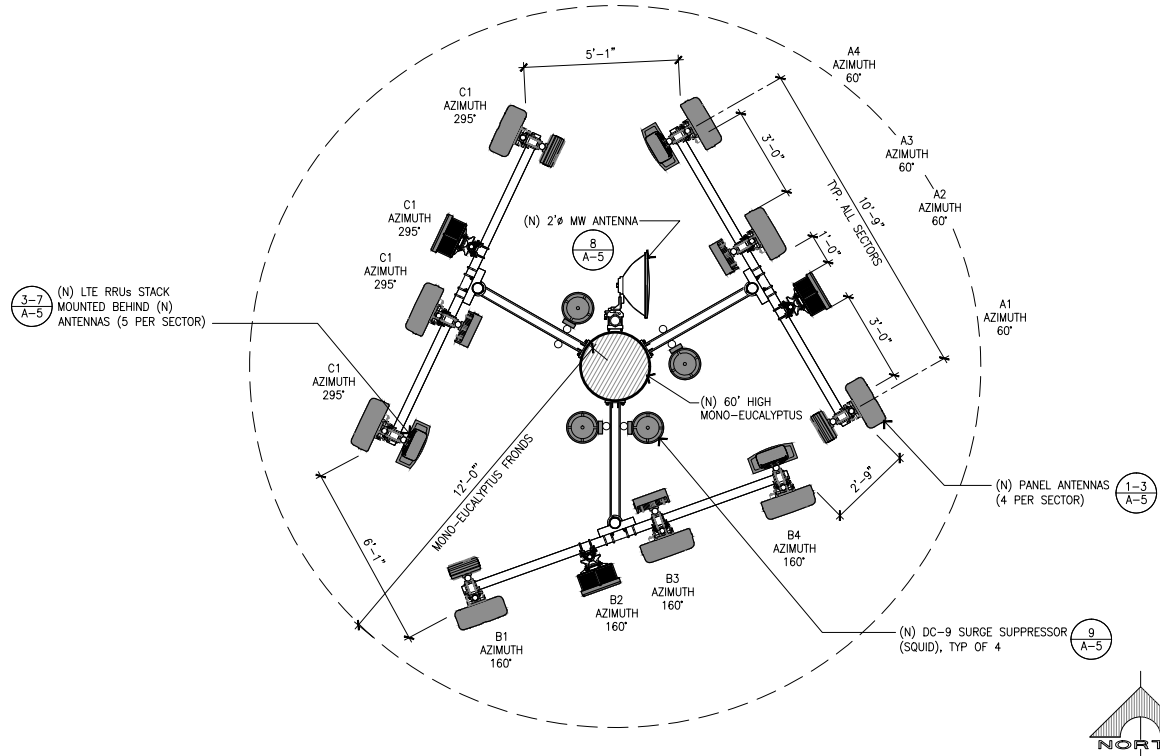 A4
AZIMUTH
60°
5'-1"
C1
AZIMUTH
295°
3'-0"
A3
AZIMUTH
60°
10'-9"
TYP. ALL SECTORS
A2
AZIMUTH
60°
C1
AZIMUTH
295°
(N) 2'ø MW ANTENNA
8
A-5
1'-0"
C1
AZIMUTH
295°
3-7
A-5
(N) LTE RRUs STACK
MOUNTED BEHIND (N)
ANTENNAS (5 PER SECTOR)
A1
AZIMUTH
60°
3'-0"
C1
AZIMUTH
295°
(N) 60' HIGH
MONO-EUCALYPTUS
12'-0"'
MONO-EUCALYPTUS FRONDS
2'-9"
(N) PANEL ANTENNAS
(4 PER SECTOR)
1-3
A-5
6'-1"
B4
AZIMUTH
160°
B3
AZIMUTH
160°
B2
AZIMUTH
160°
B1
AZIMUTH
160°
(N) DC-9 SURGE SUPPRESSOR
(SQUID), TYP OF 4
9
A-5
NORT